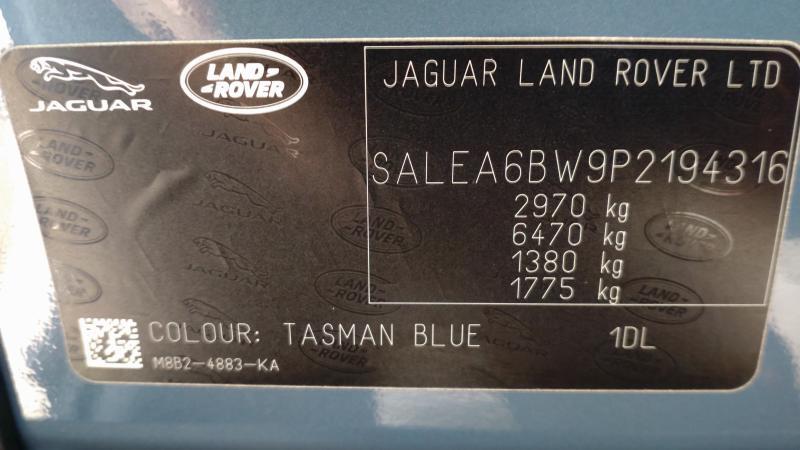 JAGUAR
LAND-
-ROVER
JAGUAR LAND ROVER LTD
SALEA6BW9P2194316
2970 kg
6470 kg
1380 kg
1775 kg
COLOUR: TASMAN BLUE 1DL
M8B2-4883-KA